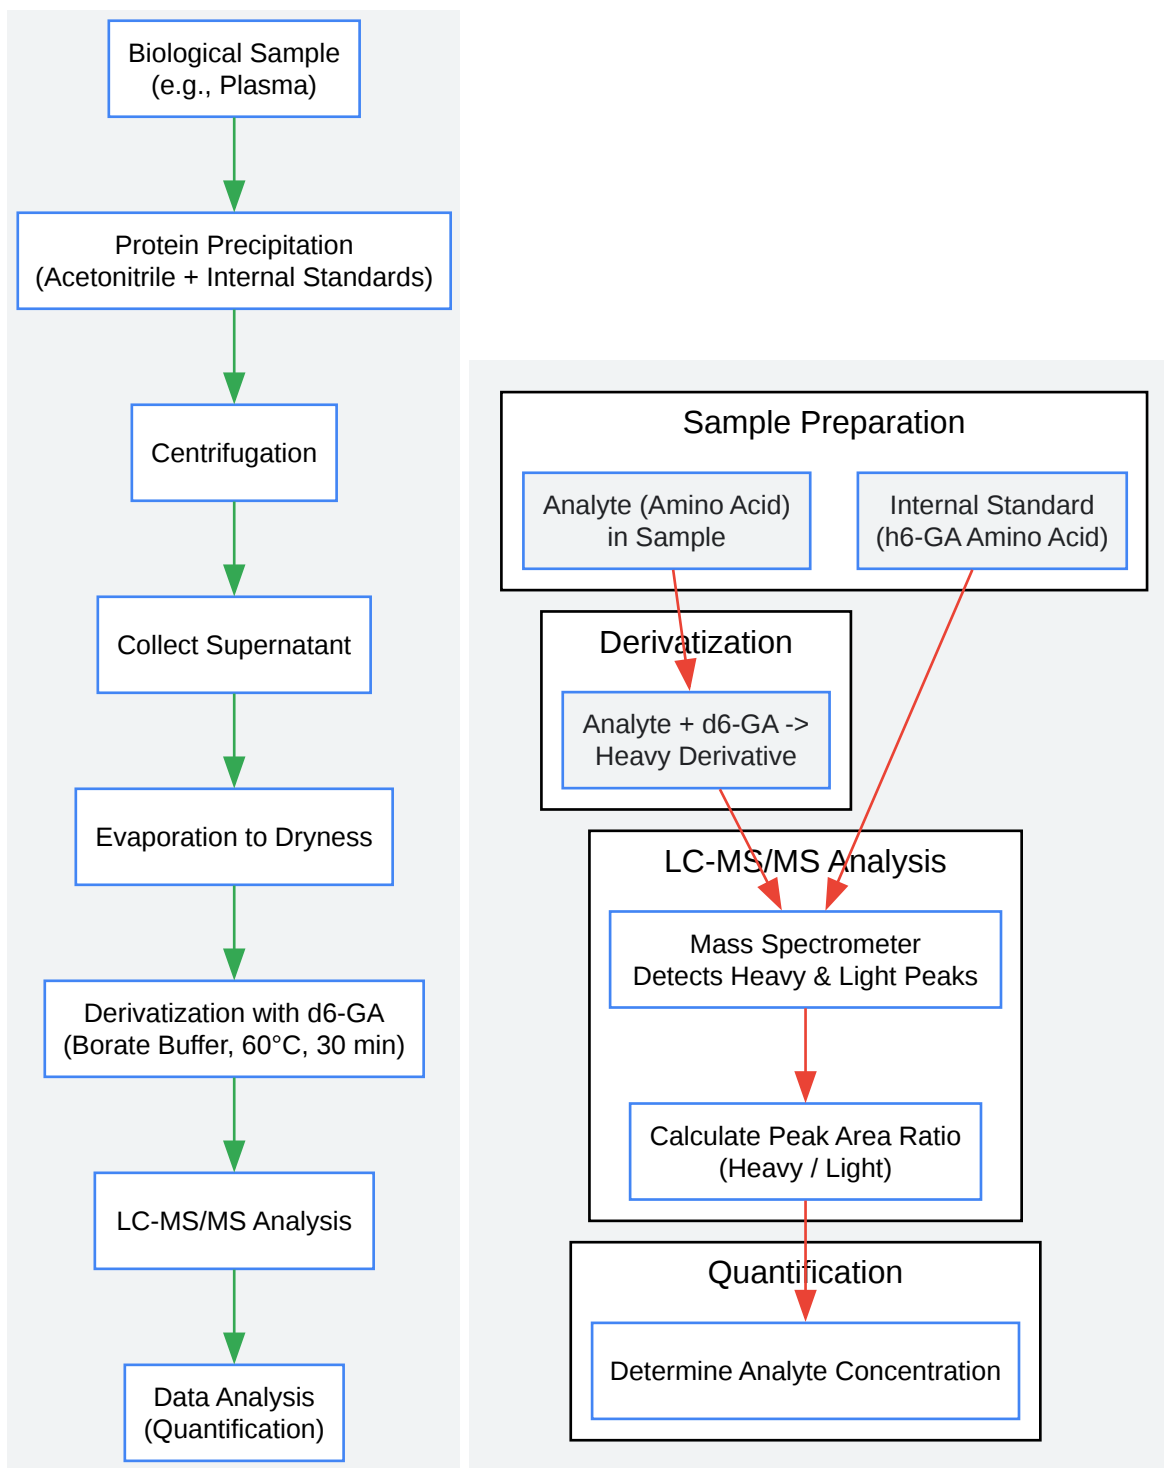 Biological Sample
(e.g., Plasma)
Protein Precipitation
(Acetonitrile + Internal Standards)
Centrifugation
Collect Supernatant
Evaporation to Dryness
Derivatization with d6-GA
(Borate Buffer, 60°C, 30 min)
LC-MS/MS Analysis
Data Analysis
(Quantification)
Sample Preparation
Analyte (Amino Acid)
in Sample
Internal Standard
(h6-GA Amino Acid)
Derivatization
Analyte + d6-GA ->
Heavy Derivative
LC-MS/MS Analysis
Mass Spectrometer
Detects Heavy & Light Peaks
Calculate Peak Area Ratio
(Heavy / Light)
Quantification
Determine Analyte Concentration